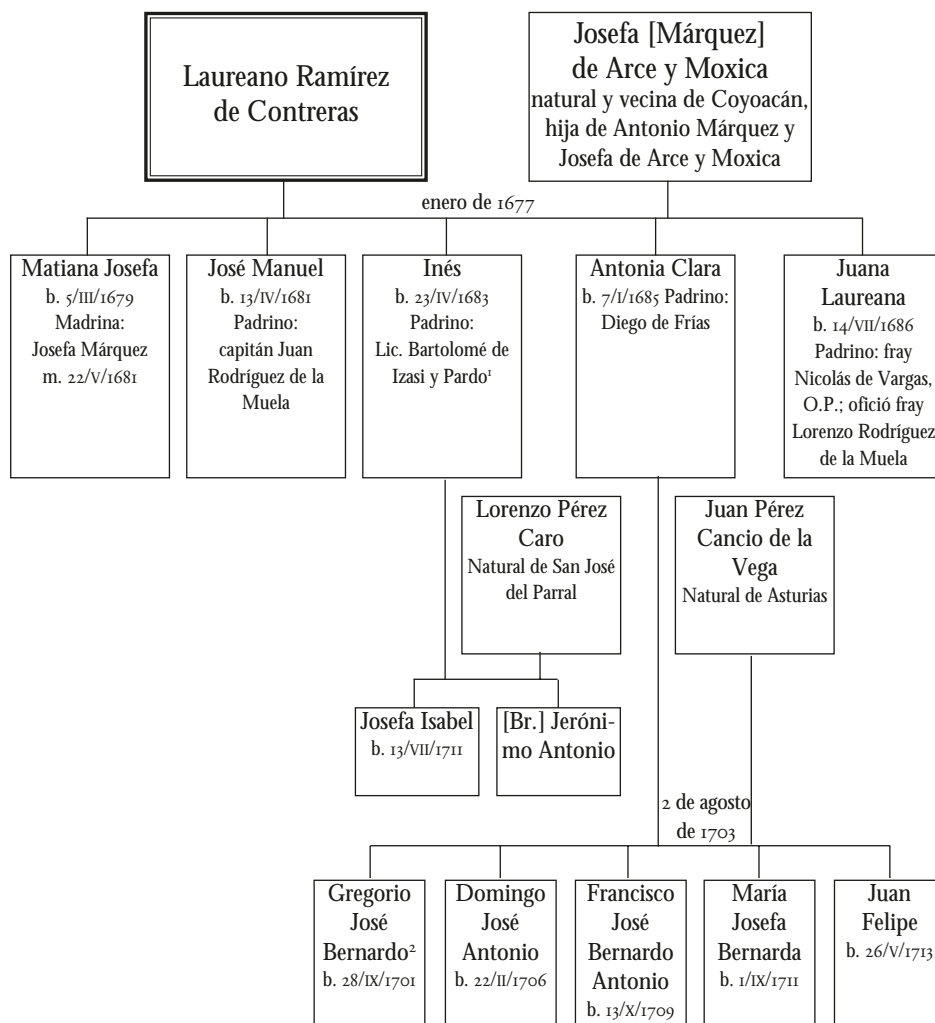 Laureano Ramírez
de Contreras
Josefa [Márquez]
de Arce y Moxica
natural y vecina de Coyoacán,
hija de Antonio Márquez y
Josefa de Arce y Moxica
enero de 1677
Matiana Josefa
b. 5/III/1679
Madrina:
Josefa Márquez
m. 22/V/1681
José Manuel
b. 13/IV/1681
Padrino:
capitán Juan
Rodríguez de la
Muela
Inés
b. 23/IV/1683
Padrino:
Lic. Bartolomé de
Izasi y Pardo¹
Antonia Clara
b. 7/I/1685 Padrino:
Diego de Frías
Juana
Laureana
b. 14/VII/1686
Padrino: fray
Nicolás de Vargas,
O.P.; ofició fray
Lorenzo Rodríguez
de la Muela
Lorenzo Pérez
Caro
Natural de San José
del Parral
Juan Pérez
Cancio de la
Vega
Natural de Asturias
Josefa Isabel
b. 13/VII/1711
[Br.] Jeróni-
mo Antonio
2 de agosto
de 1703
Gregorio
José
Bernardo²
b. 28/IX/1701
Domingo
José
Antonio
b. 22/II/1706
Francisco
José
Bernardo
Antonio
b. 13/X/1709
María
Josefa
Bernarda
b. 1/IX/1711
Juan
Felipe
b. 26/V/1713